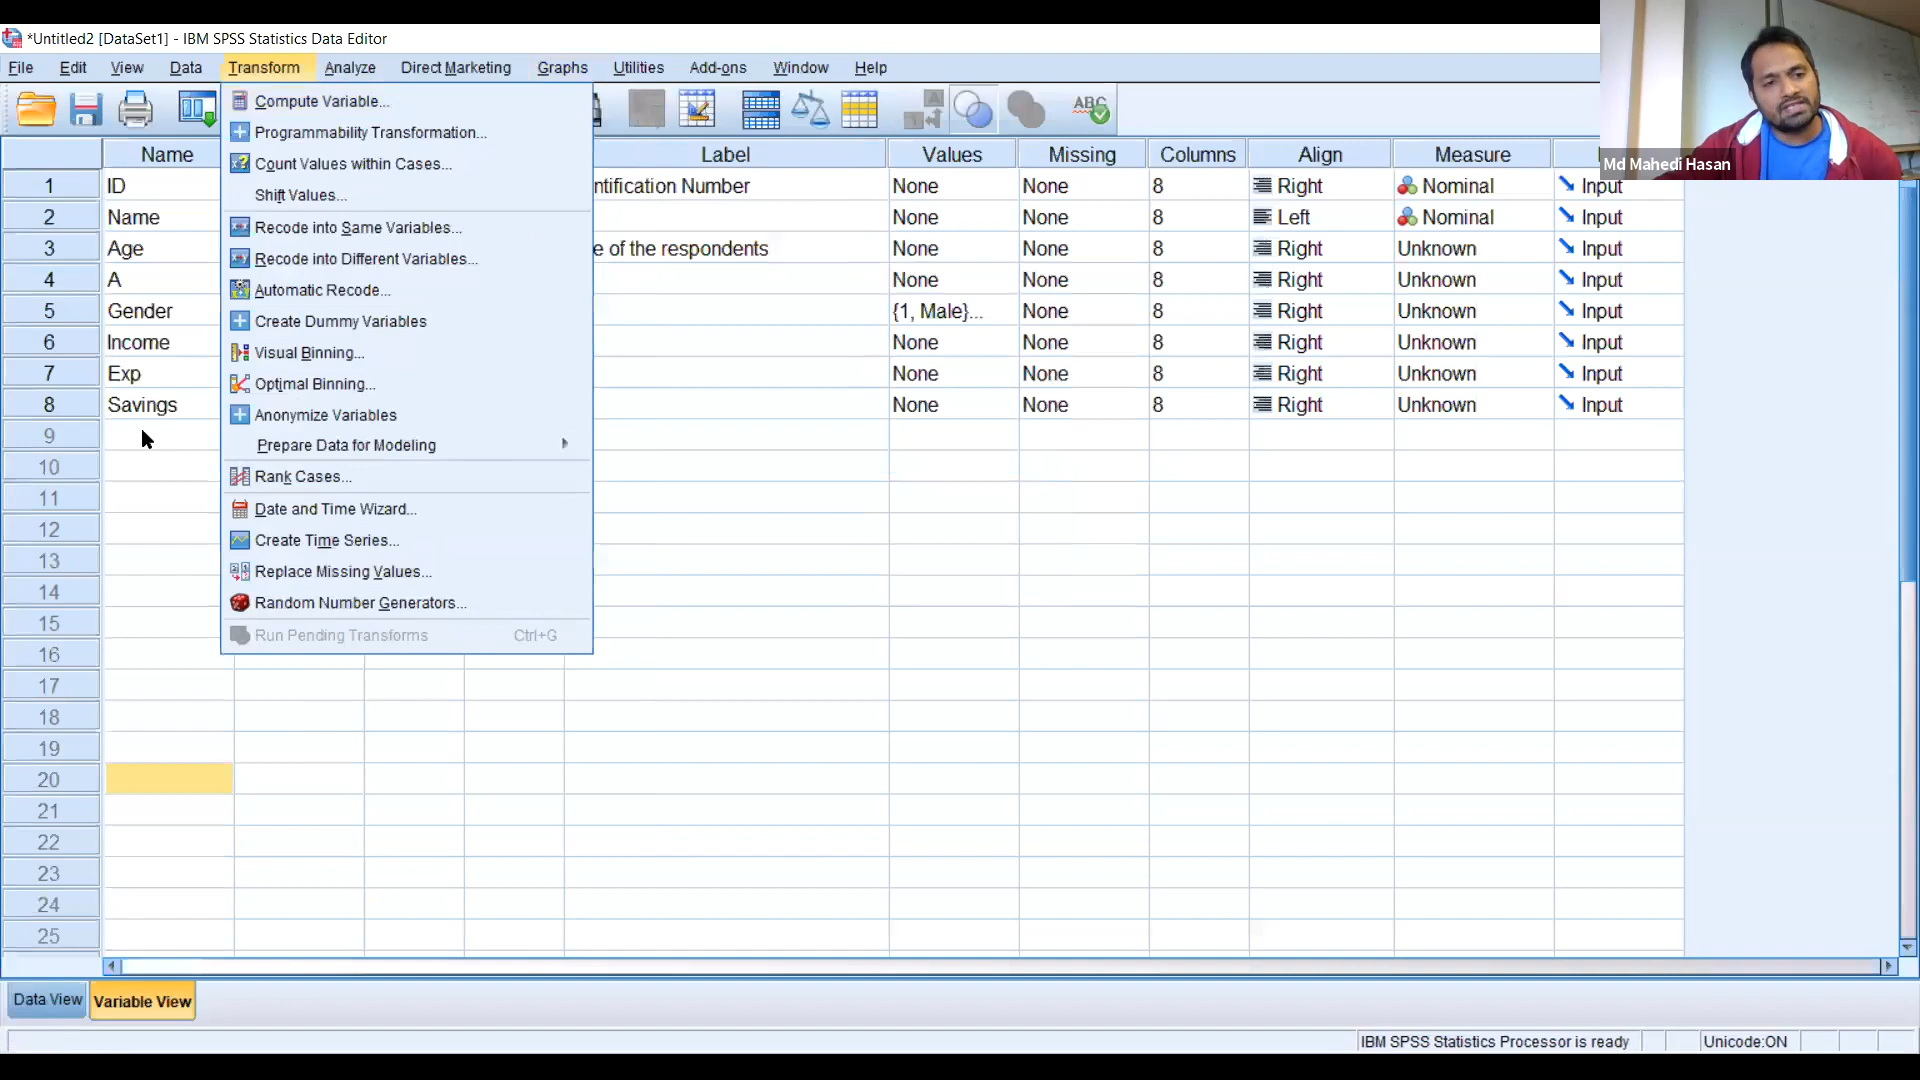 *Untitled2 [DataSet1] - IBM SPSS Statistics Data Editor
File Edit View Data Transform Analyze Direct Marketing Graphs Utilities Add-ons Window Help
Compute Variable...
Programmability Transformation...
Count Values within Cases...
Shift Values...
Recode into Same Variables...
Recode into Different Variables...
Automatic Recode...
Create Dummy Variables
Visual Binning...
Optimal Binning...
Anonymize Variables
Prepare Data for Modeling
Rank Cases...
Date and Time Wizard...
Create Time Series...
Replace Missing Values...
Random Number Generators...
Run Pending Transforms Ctrl+G
ABC
Md Mahedi Hasan
Name Label Values Missing Columns Align Measure
1 ID ntification Number None None 8 Right Nominal Input
2 Name None None 8 Left Nominal Input
3 Age e of the respondents None None 8 Right Unknown Input
4 A None None 8 Right Unknown Input
5 Gender {1, Male}... None 8 Right Unknown Input
6 Income None None 8 Right Unknown Input
7 Exp None None 8 Right Unknown Input
8 Savings None None 8 Right Unknown Input
9
10
11
12
13
14
15
16
17
18
19
20
21
22
23
24
25
Data View Variable View
IBM SPSS Statistics Processor is ready Unicode:ON